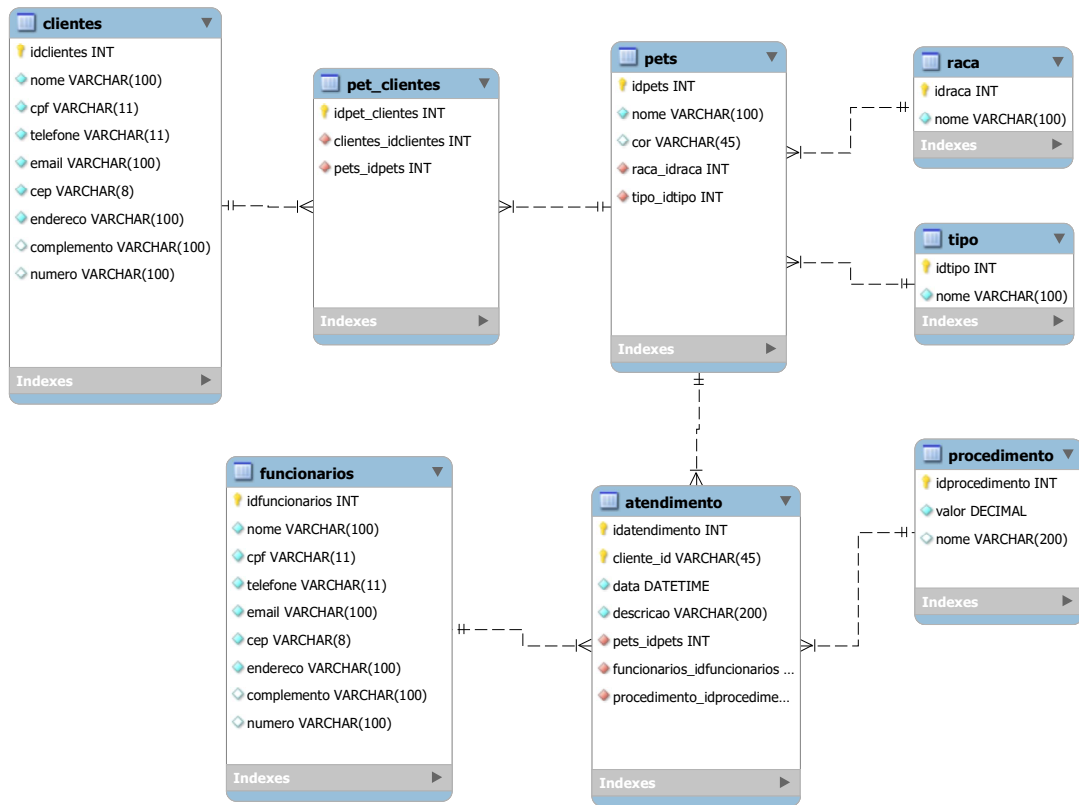 clientes
idclientes INT
nome VARCHAR(100)
cpf VARCHAR(11)
telefone VARCHAR(11)
email VARCHAR(100)
cep VARCHAR(8)
endereco VARCHAR(100)
complemento VARCHAR(100)
numero VARCHAR(100)
Indexes
pet_clientes
idpet_clientes INT
clientes_idclientes INT
pets_idpets INT
Indexes
pets
idpets INT
nome VARCHAR(100)
cor VARCHAR(45)
raca_idraca INT
tipo_idtipo INT
Indexes
raca
idraca INT
nome VARCHAR(100)
Indexes
tipo
idtipo INT
nome VARCHAR(100)
Indexes
funcionarios
idfuncionarios INT
nome VARCHAR(100)
cpf VARCHAR(11)
telefone VARCHAR(11)
email VARCHAR(100)
cep VARCHAR(8)
endereco VARCHAR(100)
complemento VARCHAR(100)
numero VARCHAR(100)
Indexes
atendimento
idatendimento INT
cliente_id VARCHAR(45)
data DATETIME
descricao VARCHAR(200)
pets_idpets INT
funcionarios_idfuncionarios ...
procedimento_idprocedime...
Indexes
procedimento
idprocedimento INT
valor DECIMAL
nome VARCHAR(200)
Indexes